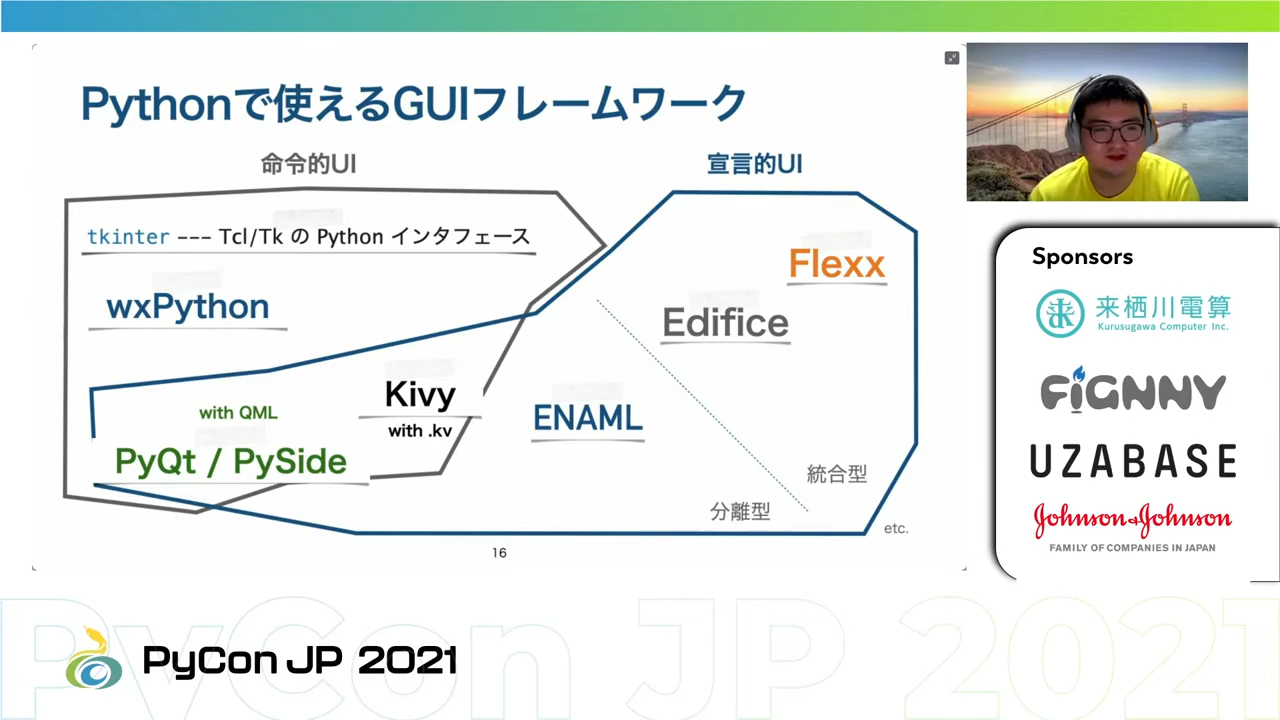 Pythonで使えるGUIフレームワーク
命令的UI
宣言的UI
tkinter --- Tcl/Tk の Python インタフェース
wxPython
Flexx
Edifice
Kivy
with .kv
with QML
PyQt / PySide
ENAML
統合型
分離型
etc.
16
Sponsors
来栖川電算
Kurusugawa Computer Inc.
FiGNNY
UZABASE
Johnson&Johnson
FAMILY OF COMPANIES IN JAPAN
PyCon JP 2021
PyCon JP 2021